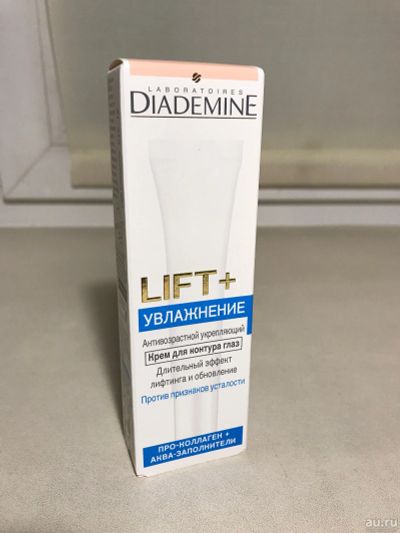 LABORATOIRES
DIADEMINE
LIFT+
УВЛАЖНЕНИЕ
Антивозрастной укрепляющий
Крем для контура глаз
Длительный эффект
лифтинга и обновление
Против признаков усталости
ПРО-КОЛЛАГЕН +
АКВА-ЗАПОЛНИТЕЛИ
au.ru